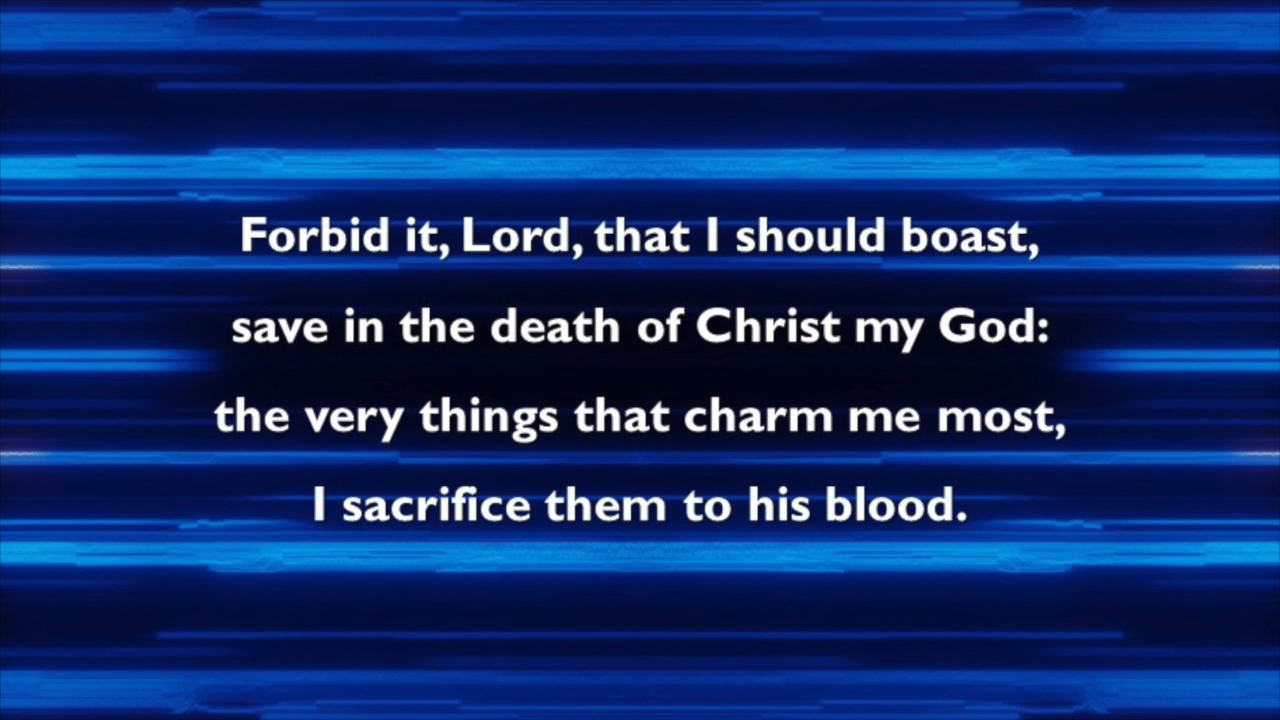 Forbid it, Lord, that I should boast,
save in the death of Christ my God:
the very things that charm me most,
I sacrifice them to his blood.